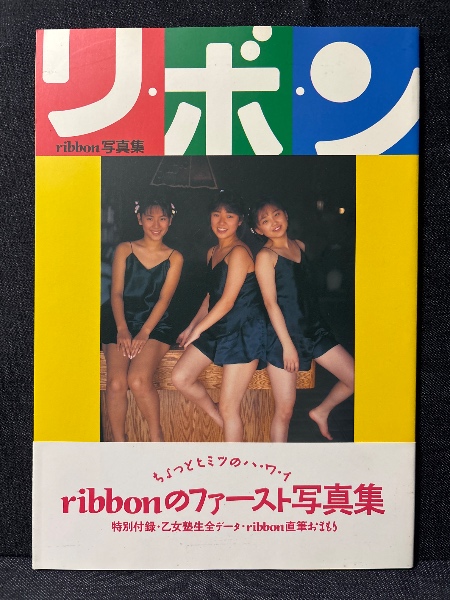 リ・ボ・ン
ribbon写真集
ちょっとヒミツのハ・ワ・イ
ribbonのファースト写真集
特別付録・乙女塾生全データ・ribbon直筆おまもり